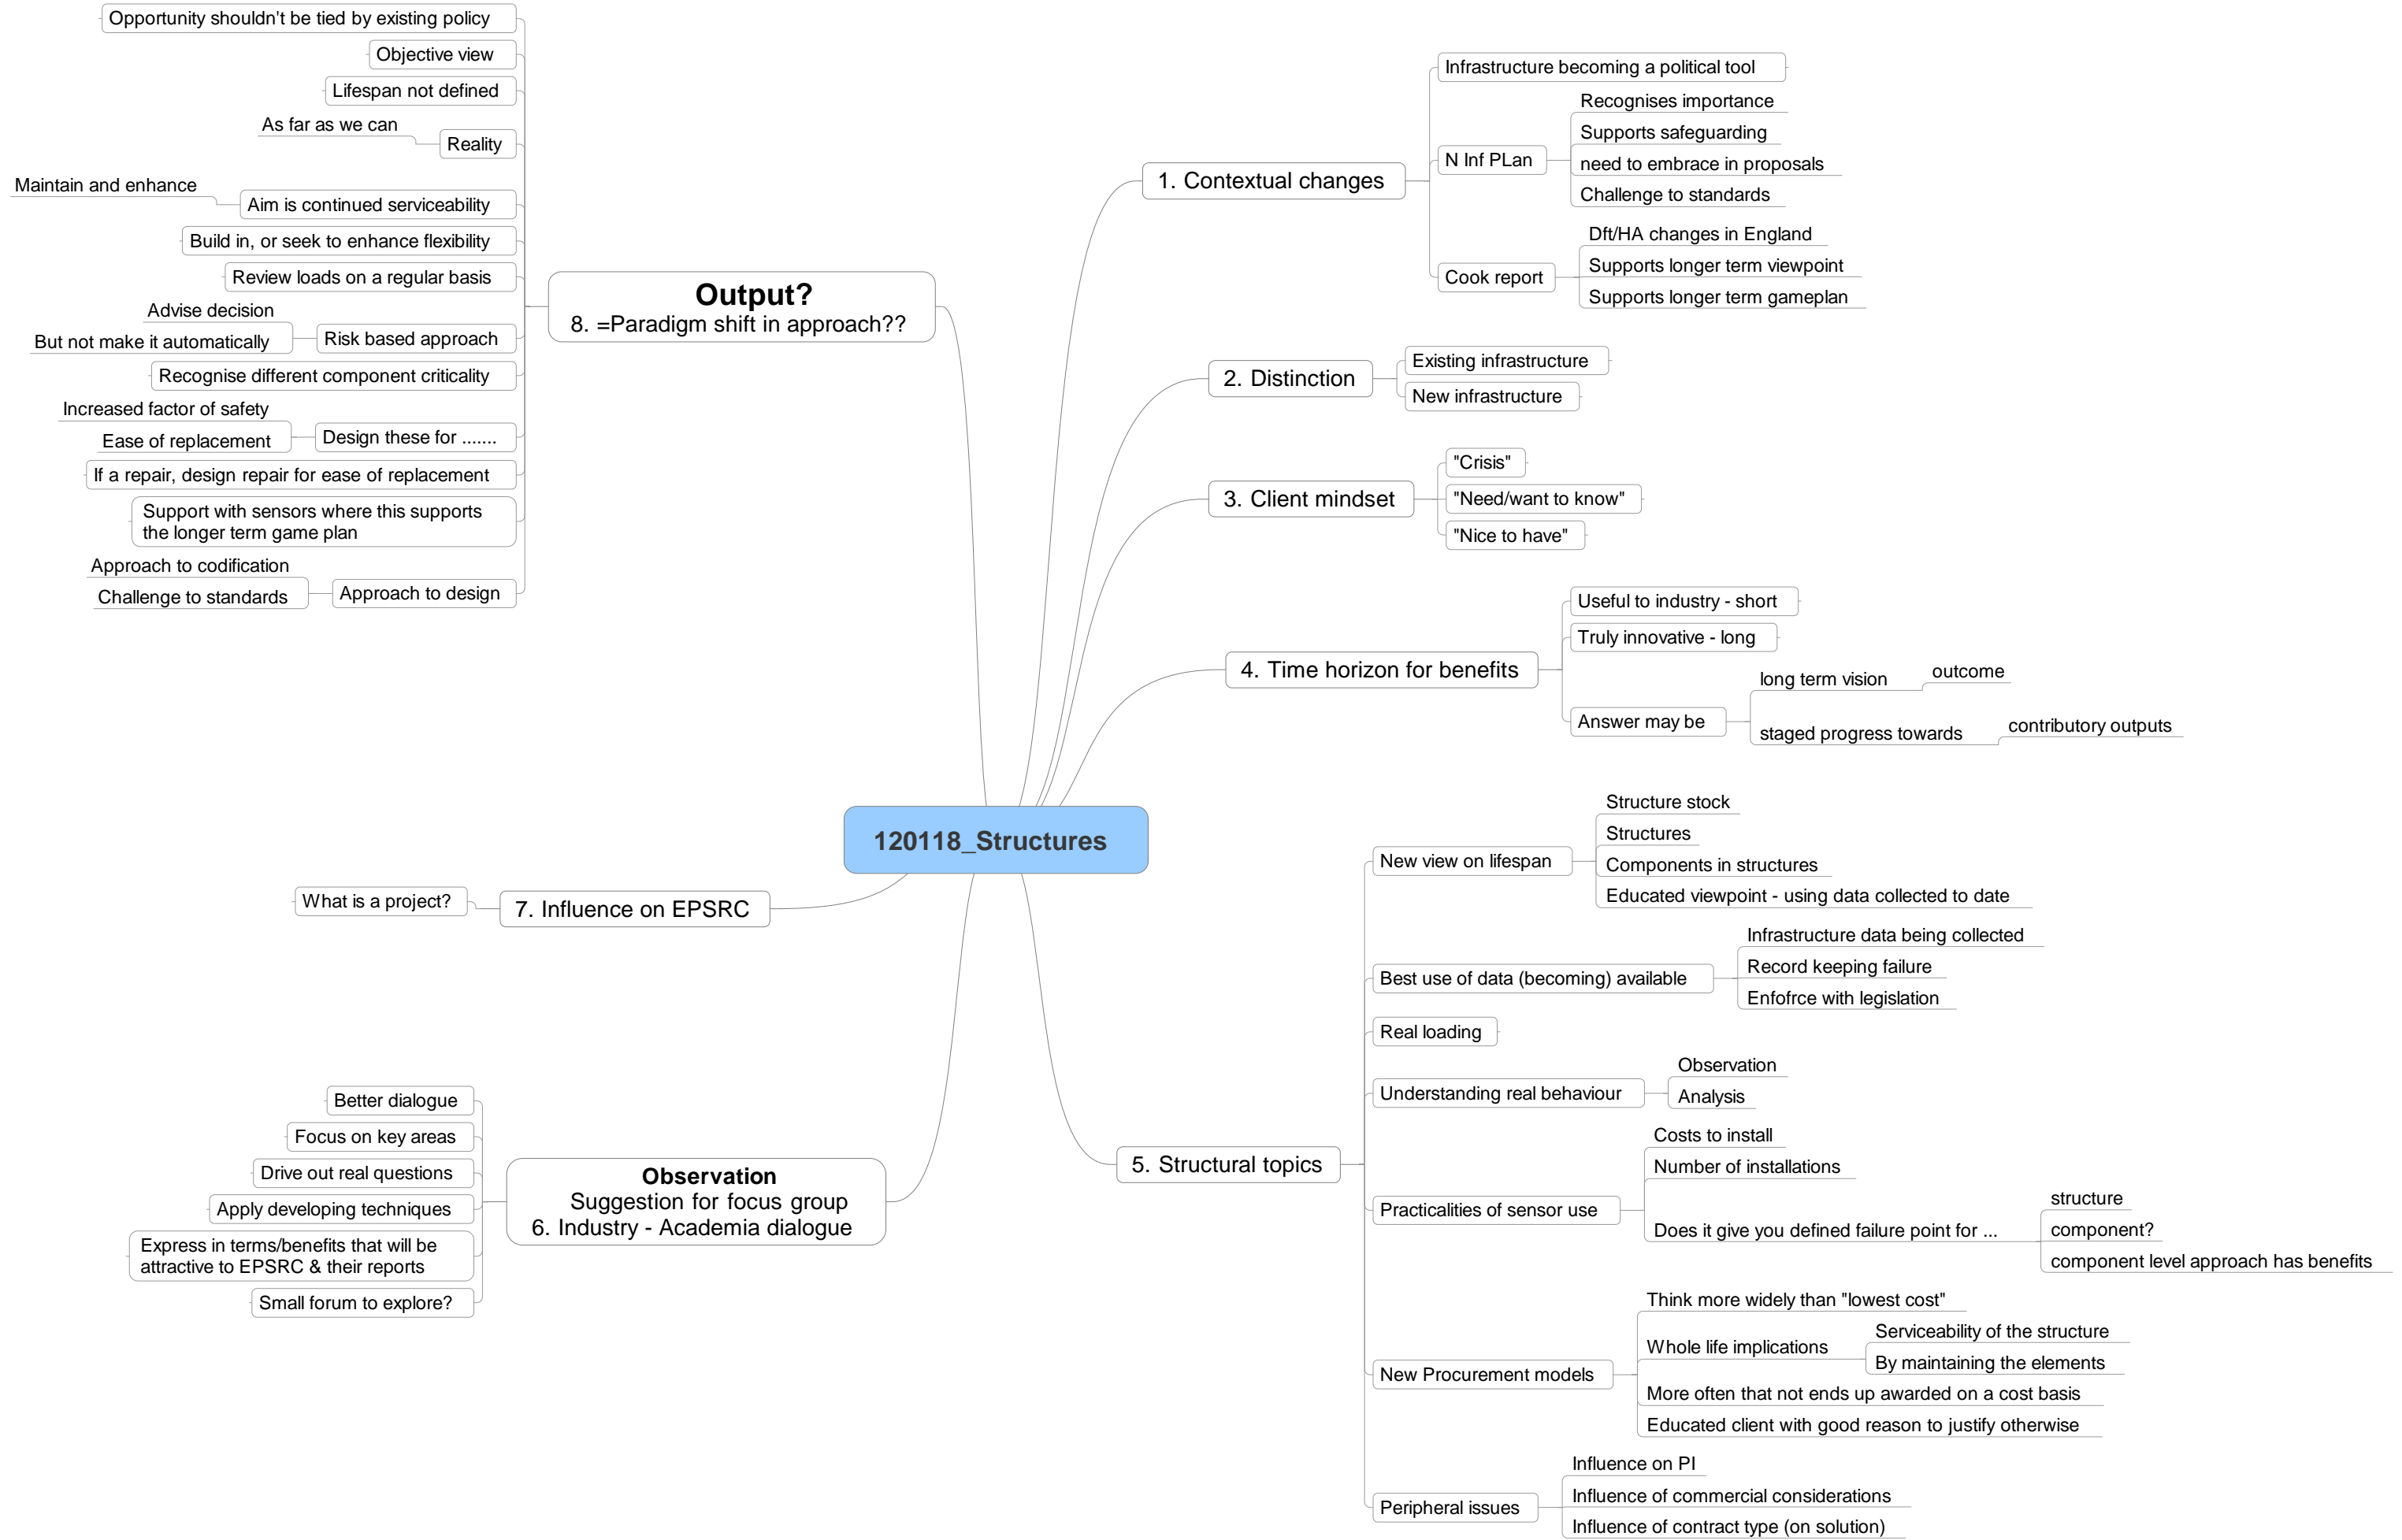 120118_Structures
1. Contextual changes
Infrastructure becoming a political tool
N Inf PLan
Recognises importance
Supports safeguarding
need to embrace in proposals
Challenge to standards
Cook report
Dft/HA changes in England
Supports longer term viewpoint
Supports longer term gameplan
2. Distinction
Existing infrastructure
New infrastructure
3. Client mindset
"Crisis"
"Need/want to know"
"Nice to have"
4. Time horizon for benefits
Useful to industry - short
Truly innovative - long
Answer may be
long term vision
outcome
staged progress towards
contributory outputs
5. Structural topics
New view on lifespan
Structure stock
Structures
Components in structures
Educated viewpoint - using data collected to date
Best use of data (becoming) available
Infrastructure data being collected
Record keeping failure
Enfofrce with legislation
Real loading
Understanding real behaviour
Observation
Analysis
Practicalities of sensor use
Costs to install
Number of installations
Does it give you defined failure point for ...
structure
component?
component level approach has benefits
New Procurement models
Think more widely than "lowest cost"
Whole life implications
Serviceability of the structure
By maintaining the elements
More often that not ends up awarded on a cost basis
Educated client with good reason to justify otherwise
Peripheral issues
Influence on PI
Influence of commercial considerations
Influence of contract type (on solution)
Observation
Suggestion for focus group
6. Industry - Academia dialogue
Better dialogue
Focus on key areas
Drive out real questions
Apply developing techniques
Express in terms/benefits that will be
attractive to EPSRC & their reports
Small forum to explore?
7. Influence on EPSRC
What is a project?
Output?
8. =Paradigm shift in approach??
Opportunity shouldn't be tied by existing policy
Objective view
Lifespan not defined
Reality
As far as we can
Aim is continued serviceability
Maintain and enhance
Build in, or seek to enhance flexibility
Review loads on a regular basis
Risk based approach
Advise decision
But not make it automatically
Recognise different component criticality
Design these for .......
Increased factor of safety
Ease of replacement
If a repair, design repair for ease of replacement
Support with sensors where this supports
the longer term game plan
Approach to design
Approach to codification
Challenge to standards